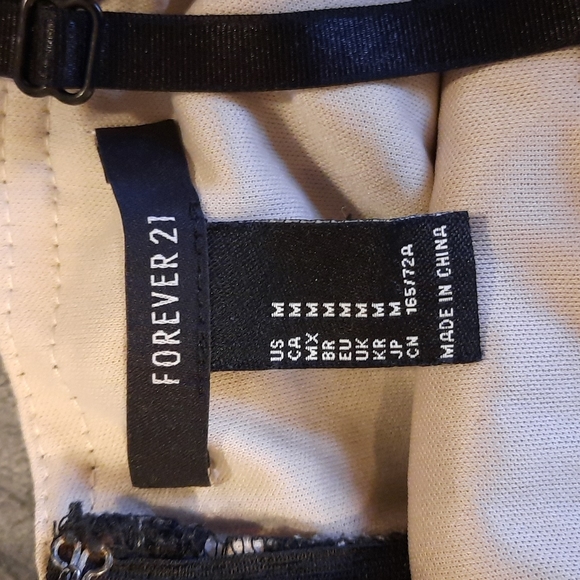 FOREVER 21
US M
CA M
MX M
BR M
EU M
UK M
KR M
JP M
CN 165/72A
MADE IN CHINA